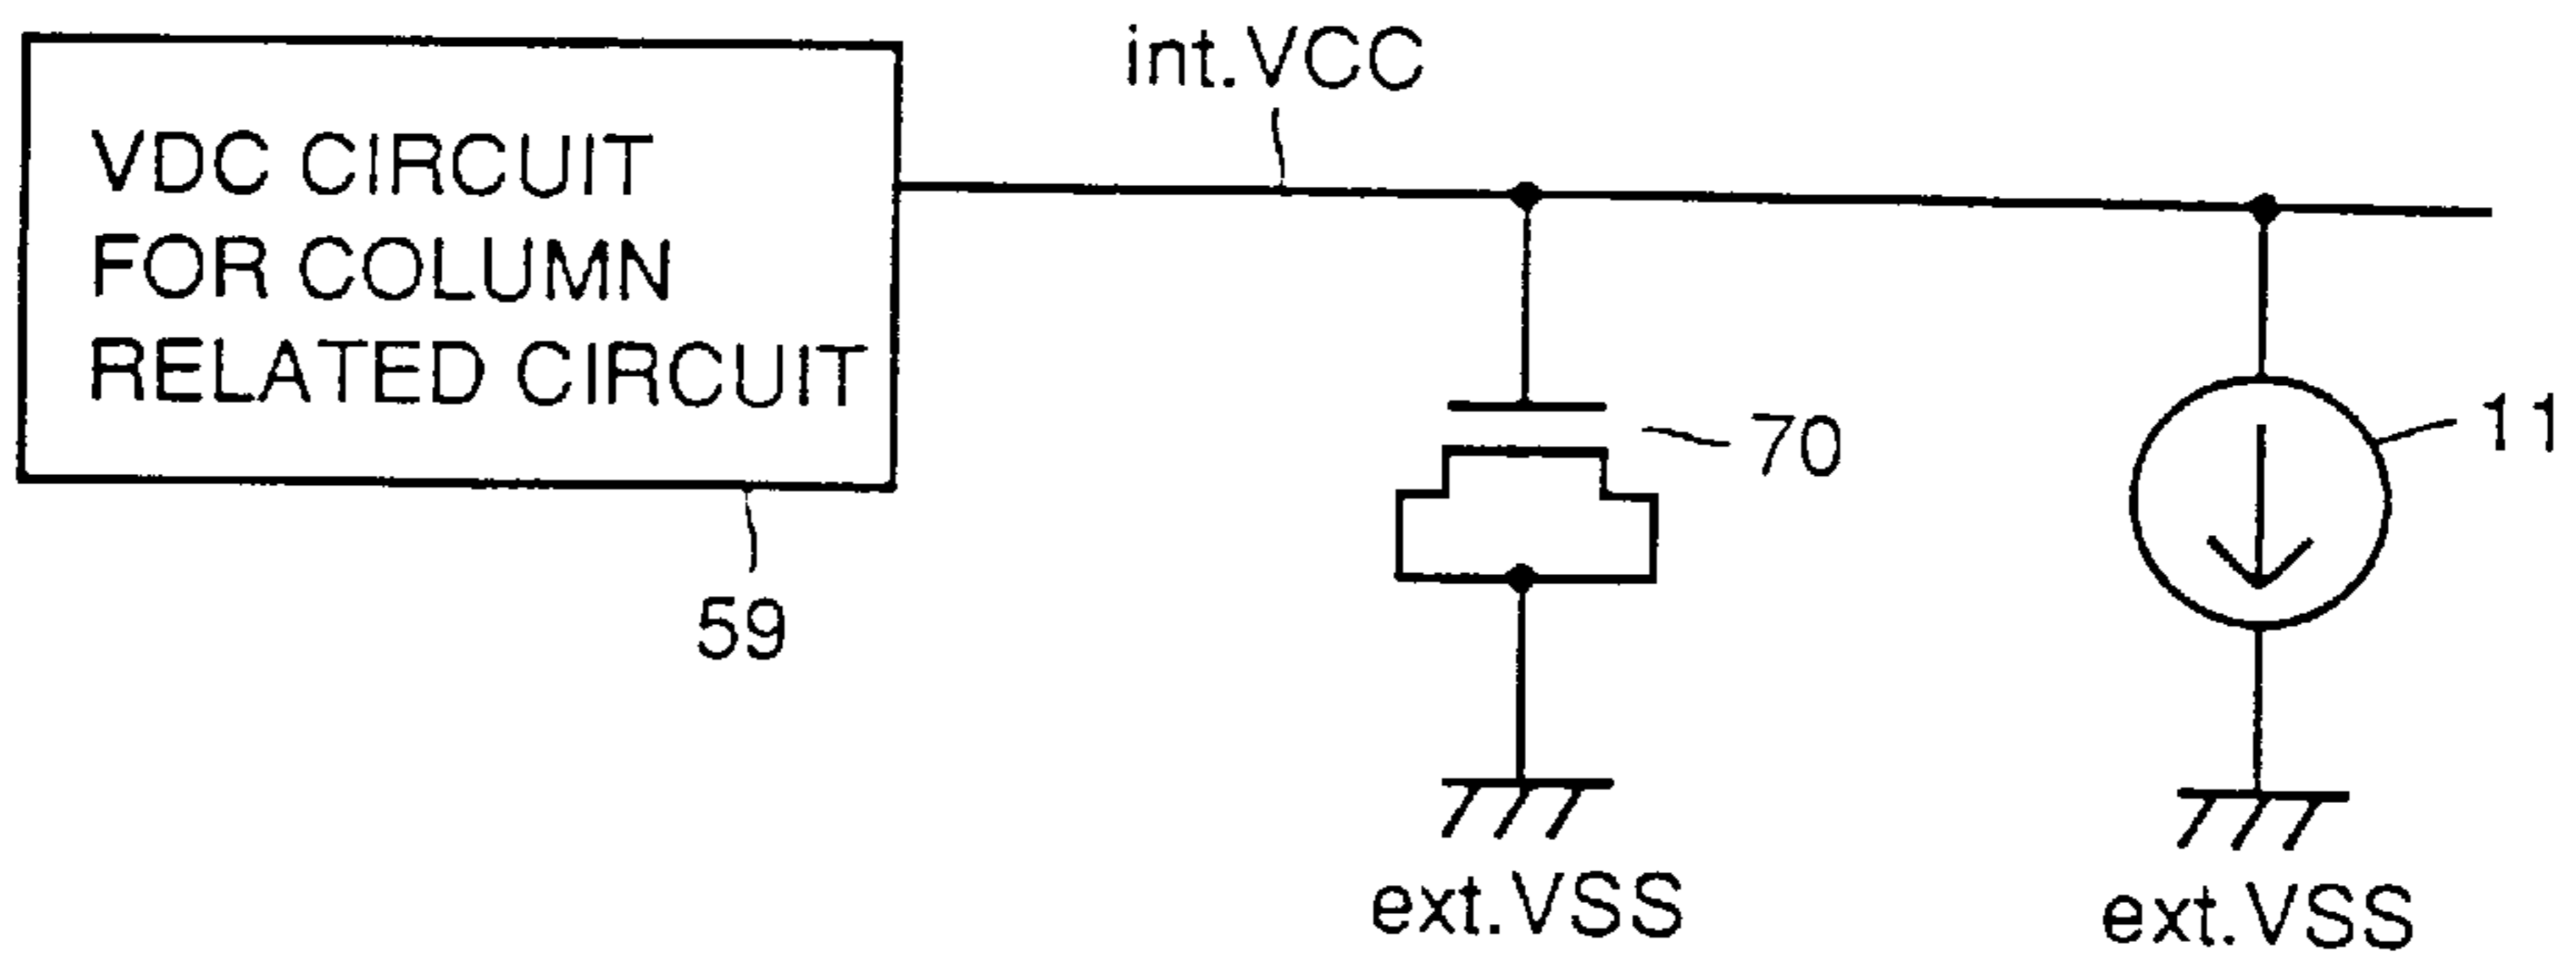 int.VCC
VDC CIRCUIT
FOR COLUMN
RELATED CIRCUIT
70
11
59
ext.VSS
ext.VSS